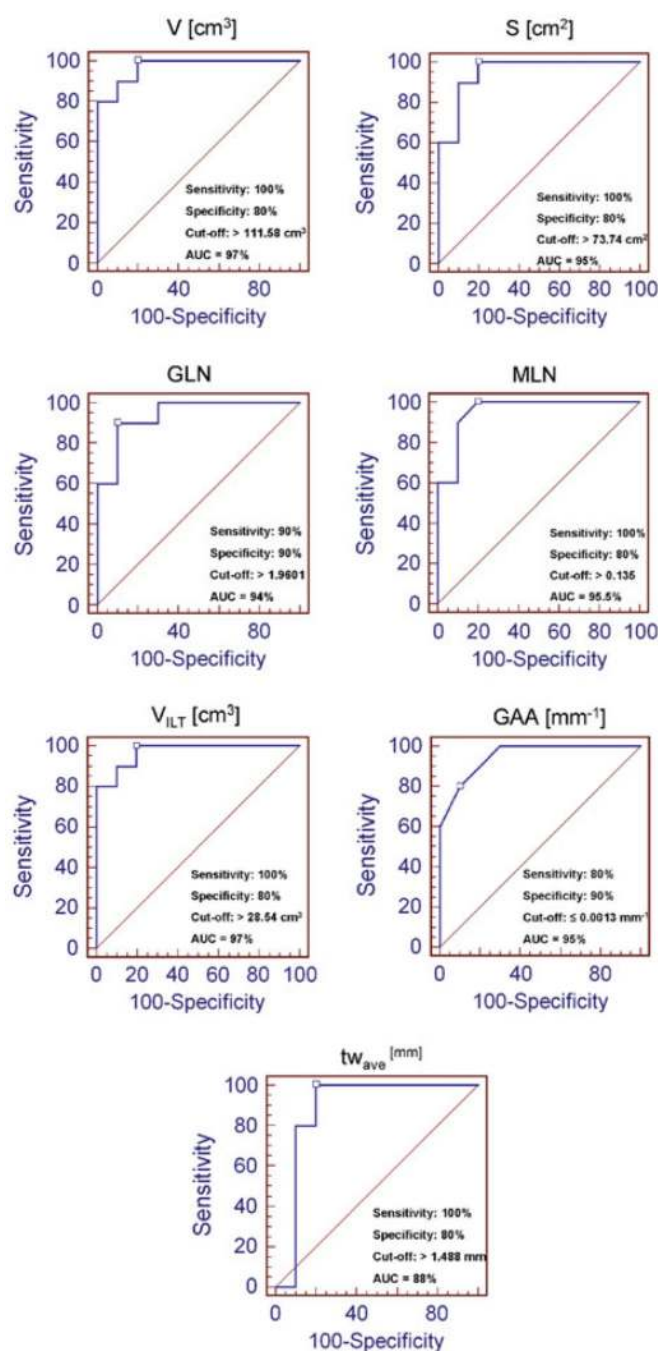 V [cm³]
S [cm²]
100
80
60
40
20
0
Sensitivity
Sensitivity: 100%
Specificity: 80%
Cut-off: > 111.58 cm³
AUC = 97%
0 40 80
100-Specificity
100
80
60
40
20
0
Sensitivity
Sensitivity: 100%
Specificity: 80%
Cut-off: > 73.74 cm²
AUC = 95%
0 20 40 60 80 100
100-Specificity
GLN
MLN
100
80
60
40
20
0
Sensitivity
Sensitivity: 90%
Specificity: 90%
Cut-off: > 1.9601
AUC = 94%
0 40 80
100-Specificity
100
80
60
40
20
0
Sensitivity
Sensitivity: 100%
Specificity: 80%
Cut-off: > 0.135
AUC = 95.5%
0 20 40 60 80 100
100-Specificity
V_ILT [cm³]
GAA [mm⁻¹]
100
80
60
40
20
0
Sensitivity
Sensitivity: 100%
Specificity: 80%
Cut-off: > 28.54 cm³
AUC = 97%
0 20 40 60 80 100
100-Specificity
100
80
60
40
20
0
Sensitivity
Sensitivity: 80%
Specificity: 90%
Cut-off: ≤ 0.0013 mm⁻¹
AUC = 95%
0 40 80
100-Specificity
tw_ave [mm]
100
80
60
40
20
0
Sensitivity
Sensitivity: 100%
Specificity: 80%
Cut-off: > 1.488 mm
AUC = 88%
0 40 80
100-Specificity